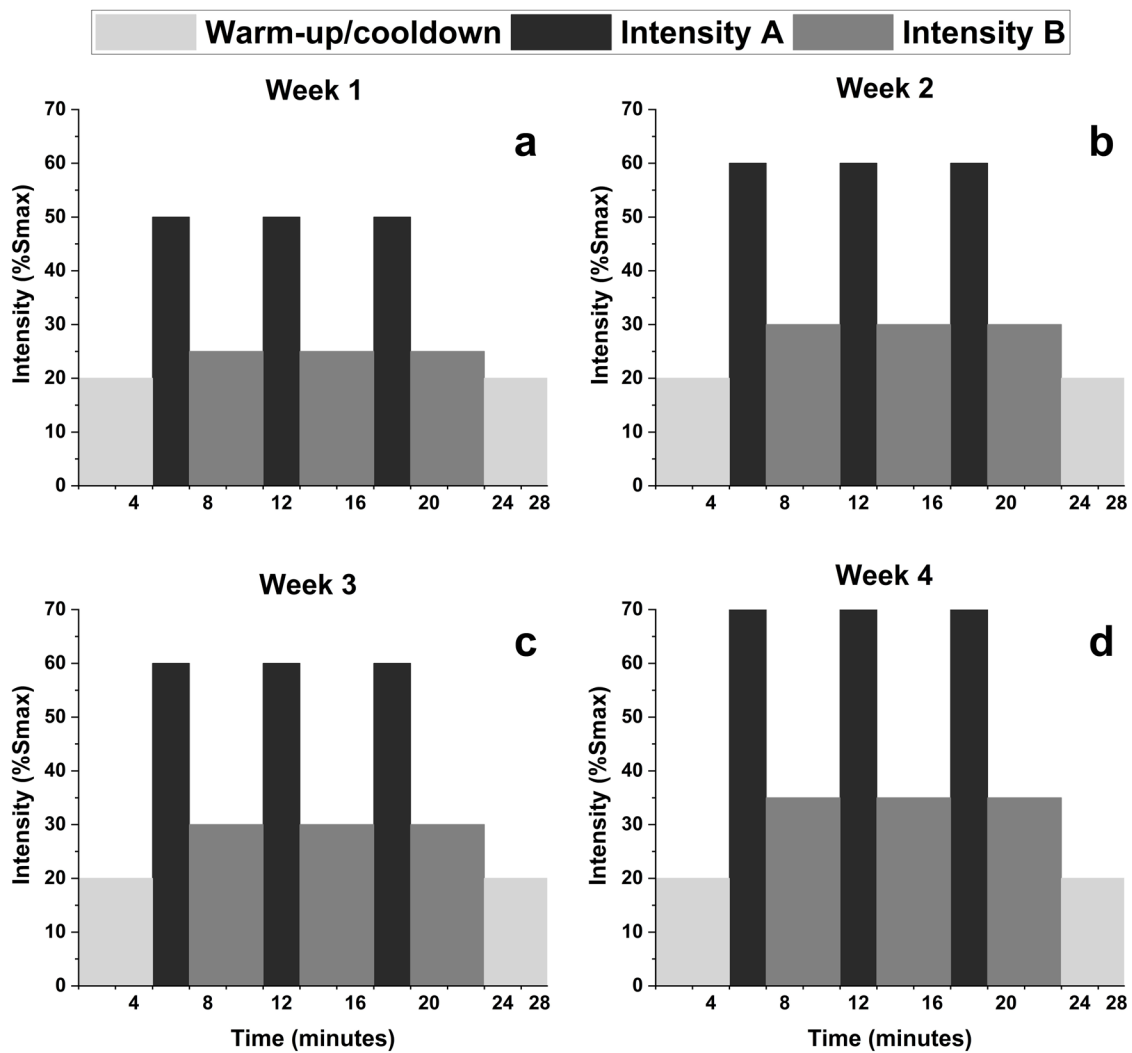 Warm-up/cooldown Intensity A Intensity B
Week 1
a
Intensity (%Smax)
70
60
50
40
30
20
10
0
4 8 12 16 20 24 28
Week 2
b
Intensity (%Smax)
70
60
50
40
30
20
10
0
4 8 12 16 20 24 28
Week 3
c
Intensity (%Smax)
70
60
50
40
30
20
10
0
4 8 12 16 20 24 28
Time (minutes)
Week 4
d
Intensity (%Smax)
70
60
50
40
30
20
10
0
4 8 12 16 20 24 28
Time (minutes)